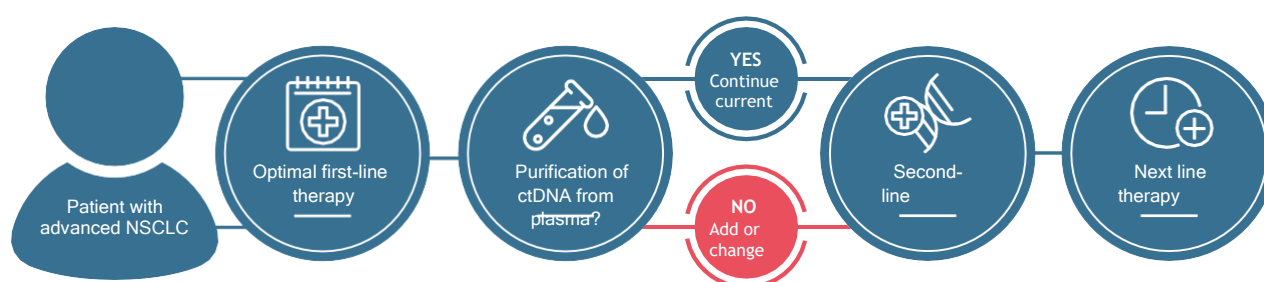 Patient with
advanced NSCLC
Optimal first-line
therapy
Purification of
ctDNA from
plasma?
YES
Continue
current
NO
Add or
change
Second-
line
Next line
therapy